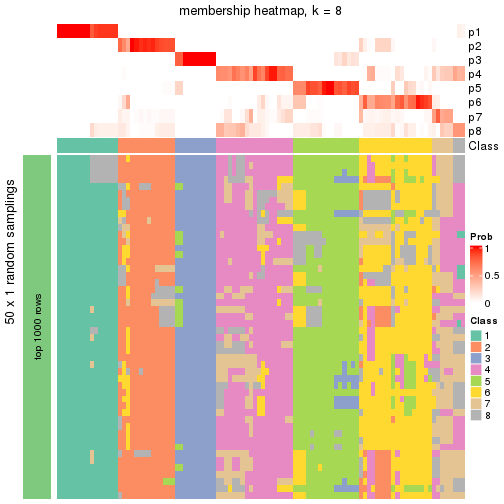 membership heatmap, k = 8
p1
p2
p3
p4
p5
p6
p7
p8
Class
50 x 1 random samplings
top 1000 rows
Prob
1
0.5
0
Class
1
2
3
4
5
6
7
8